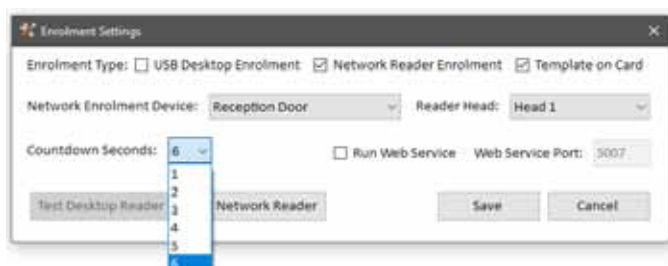 Enrolment Settings
Enrolment Type: USB Desktop Enrolment Network Reader Enrolment Template on Card
Network Enrolment Device: Reception Door Reader Head: Head 1
Countdown Seconds: 6 Run Web Service Web Service Port: 5007
1
2
Test Desktop Reader 3 Network Reader Save Cancel
4
5
6